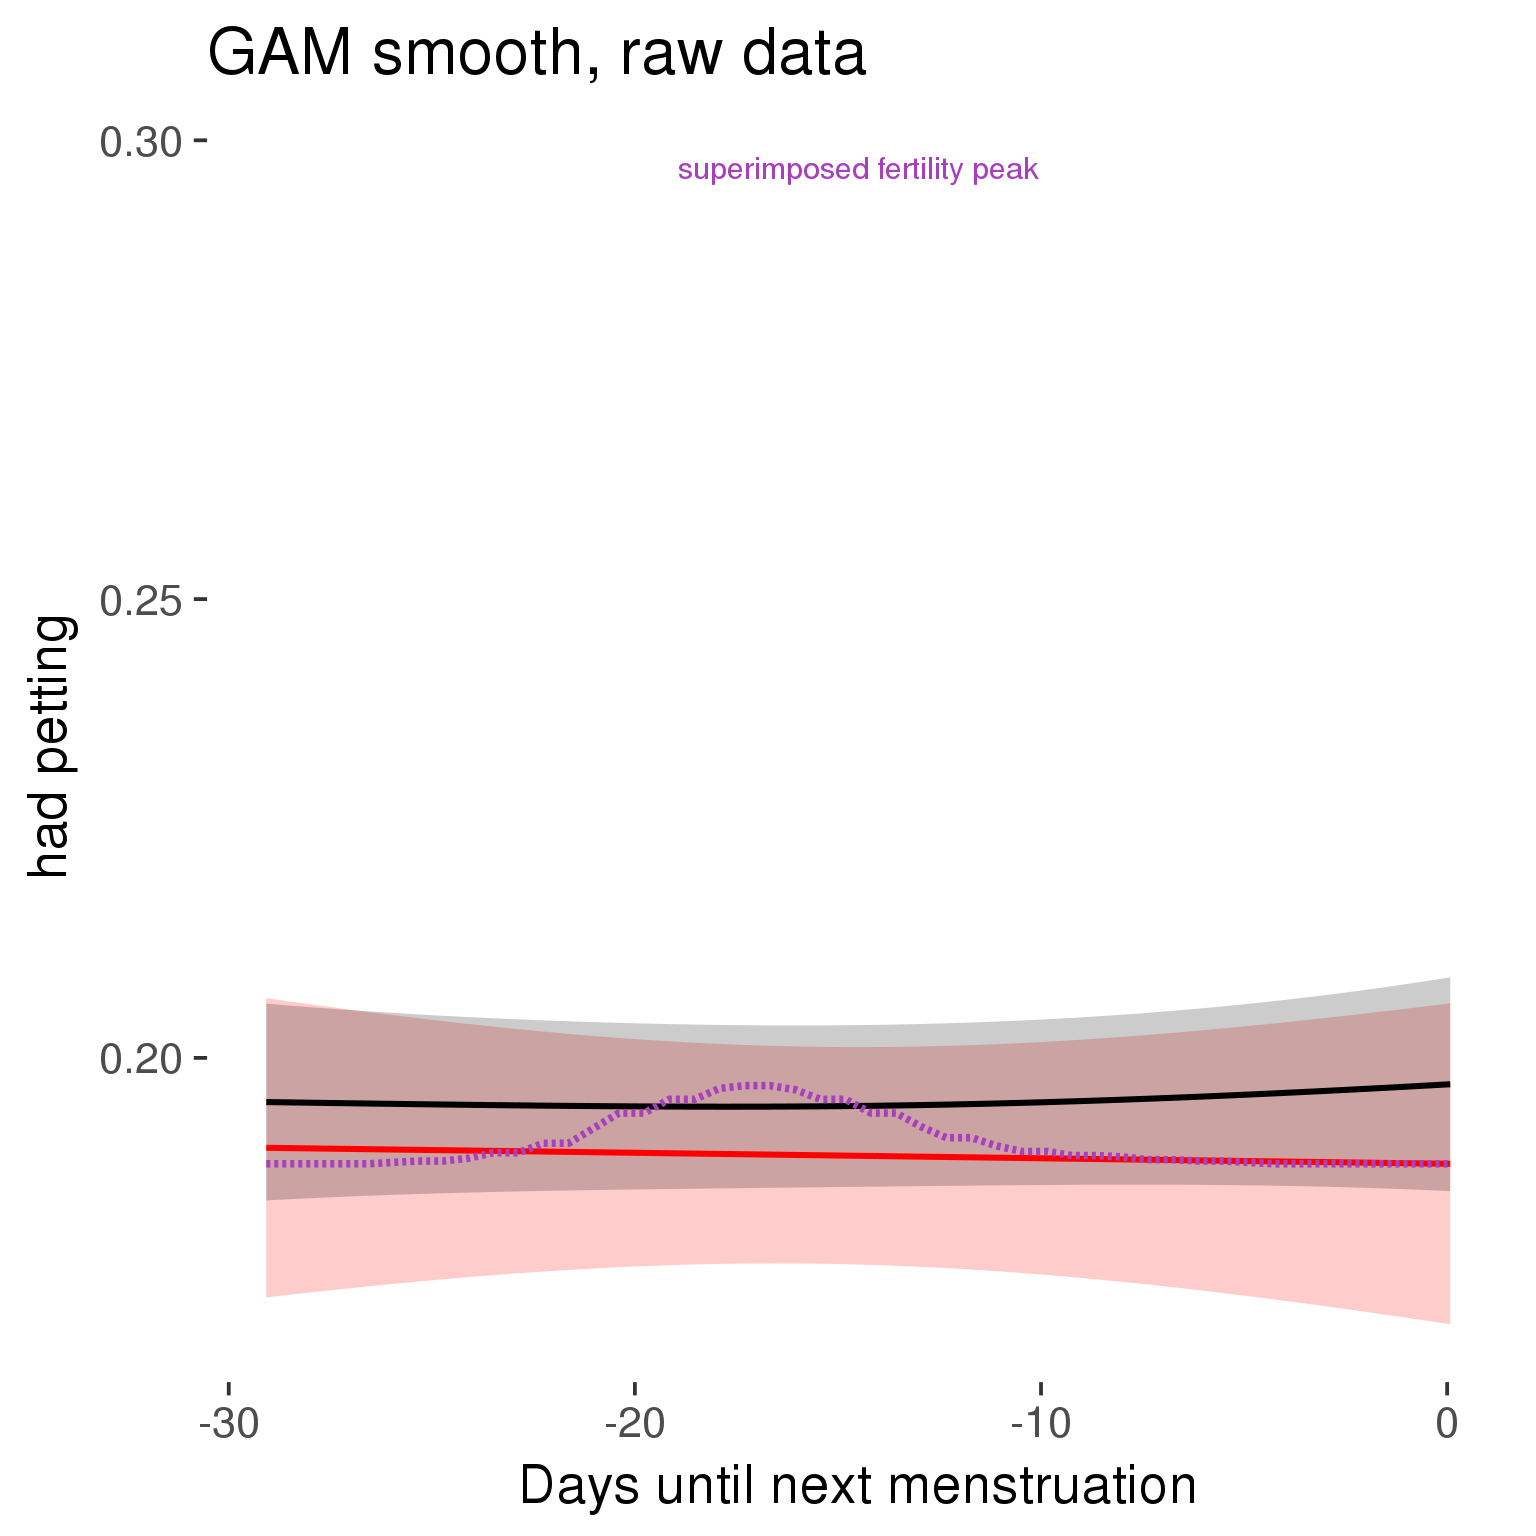 GAM smooth, raw data
0.30
superimposed fertility peak
0.25
had petting
0.20
-30
-20
-10
0
Days until next menstruation